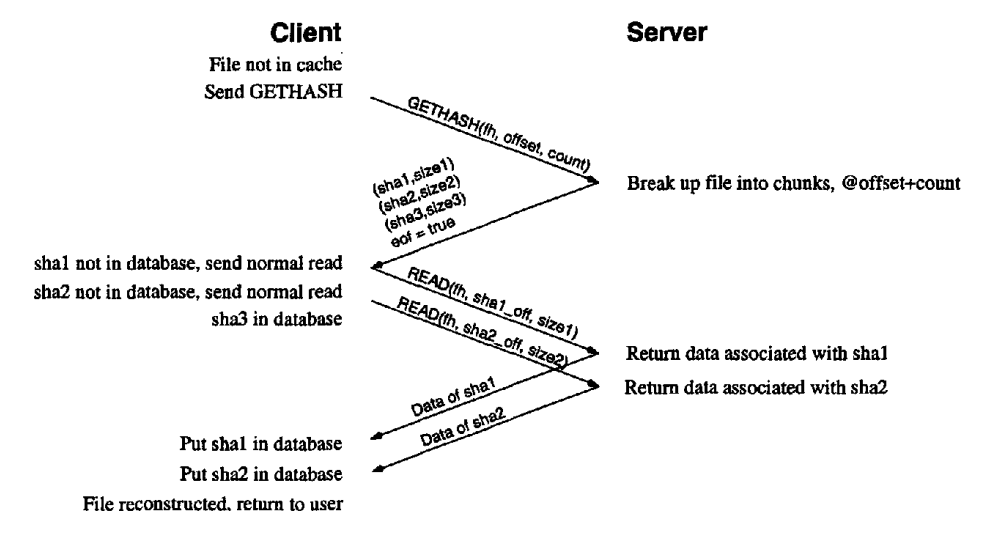 Client
Server
File not in cache
Send GETHASH
GETHASH(fh, offset, count)
Break up file into chunks, @offset+count
(sha1,size1)
(sha2,size2)
(sha3,size3)
eof = true
sha1 not in database, send normal read
sha2 not in database, send normal read
sha3 in database
READ(fh, sha1_off, size1)
READ(fh, sha2_off, size2)
Return data associated with sha1
Return data associated with sha2
Data of sha1
Data of sha2
Put sha1 in database
Put sha2 in database
File reconstructed, return to user